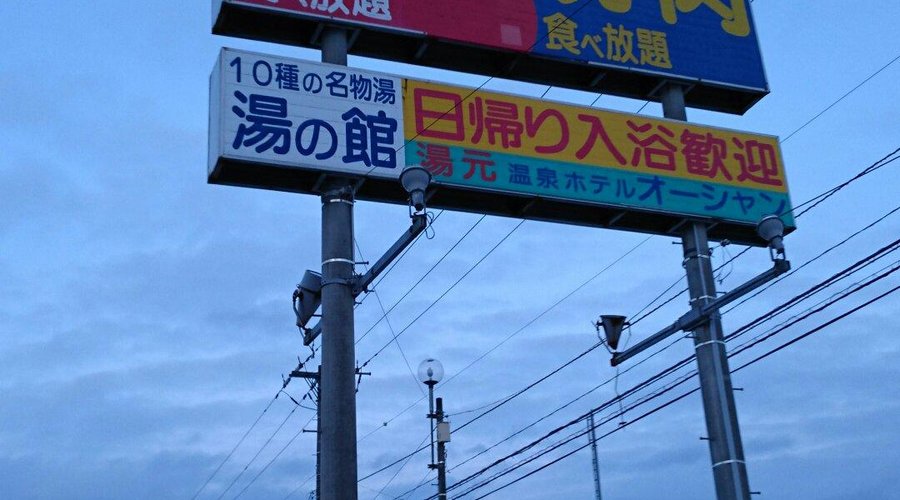 食べ放題
食べ放題
10種の名物湯
湯の館
日帰り入浴歓迎
湯元 温泉ホテルオーシャン